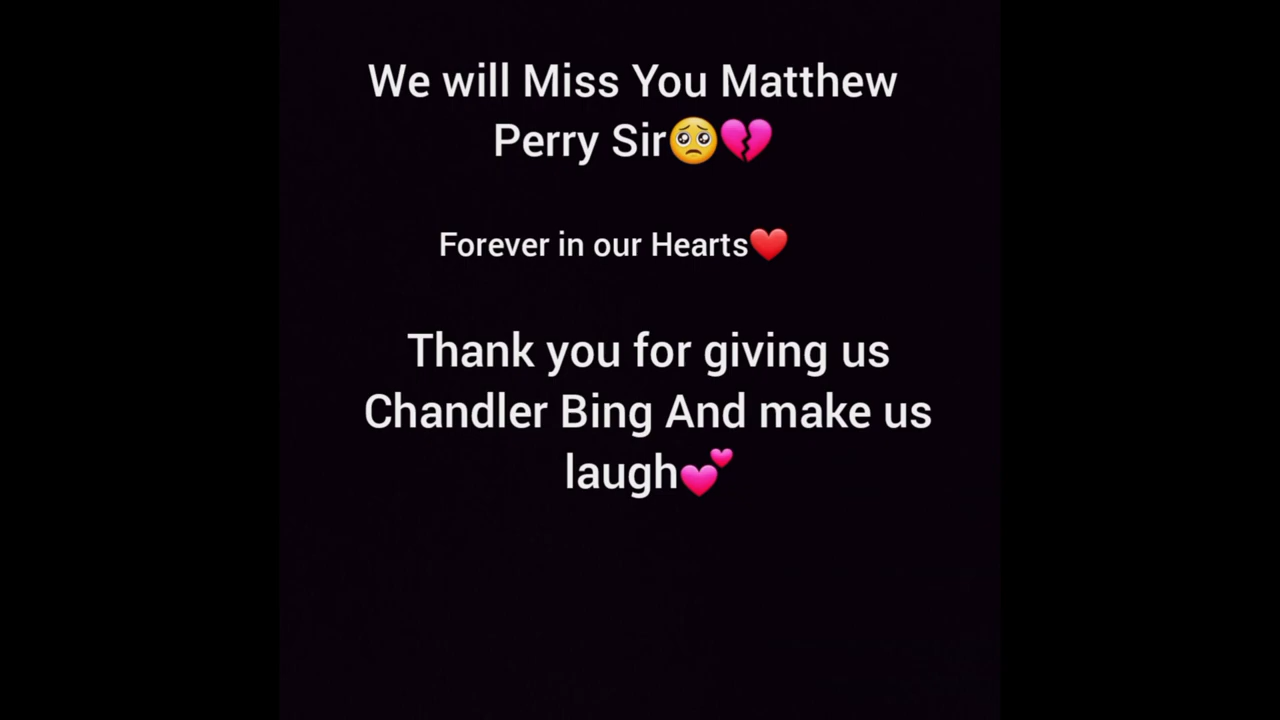 We will Miss You Matthew
Perry Sir🥺💔
Forever in our Hearts❤️
Thank you for giving us
Chandler Bing And make us
laugh💕